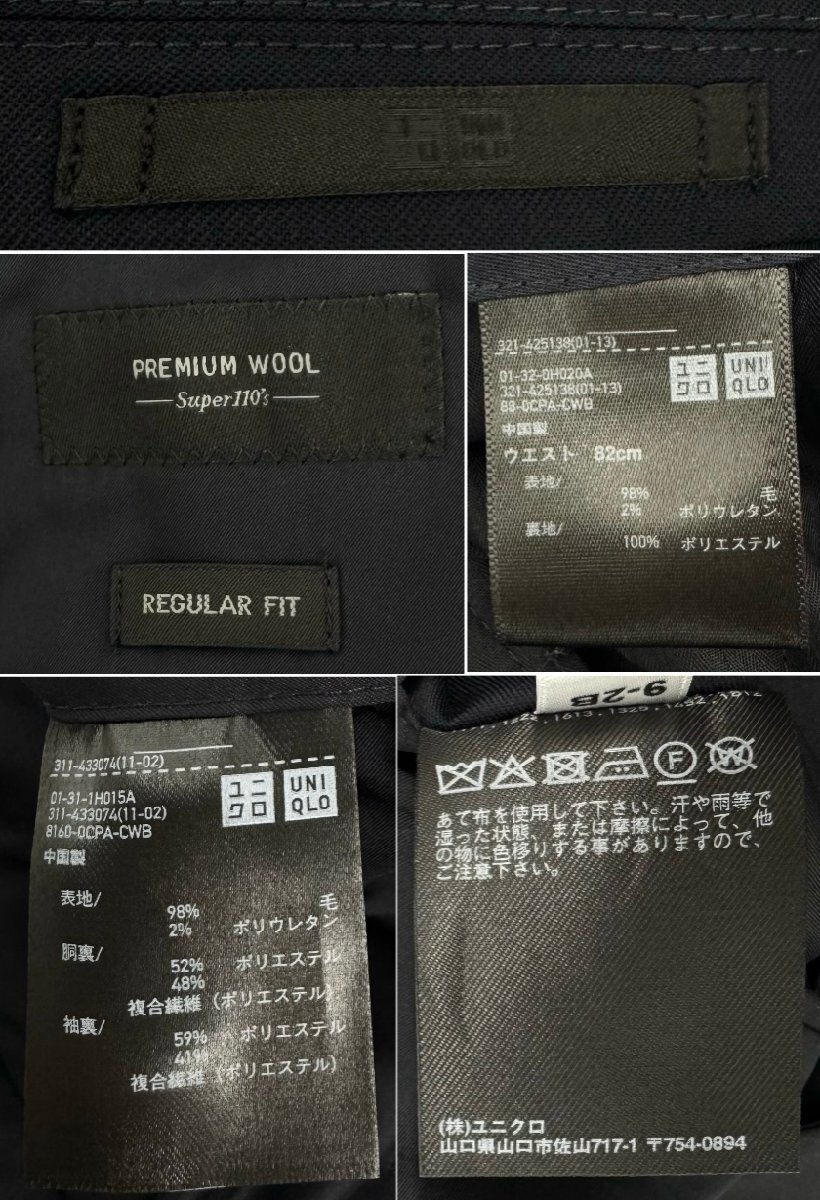 ユニ UNI
クロ QLO
PREMIUM WOOL
Super110's
REGULAR FIT
321-425138(01-13)
01-32-0H020A
321-425138(01-13)
88-0CPA-CWB
ユニ UNI
クロ QLO
中国製
ウエスト 82cm
表地/
98% 毛
2% ポリウレタン
裏地/
100% ポリエステル
311-433074(11-02)
01-31-1H015A
311-433074(11-02)
8160-0CPA-CWB
ユニ UNI
クロ QLO
中国製
表地/
98% 毛
2% ポリウレタン
胴裏/
52% ポリエステル
48%
複合繊維 (ポリエステル)
袖裏/
59% ポリエステル
41%
複合繊維 (ポリエステル)
9-2B
F W
あて布を使用して下さい。汗や雨等で
湿った状態、または摩擦によって、他
の物に色移りする事がありますので、
ご注意下さい。
(株)ユニクロ
山口県山口市佐山717-1 〒754-0894